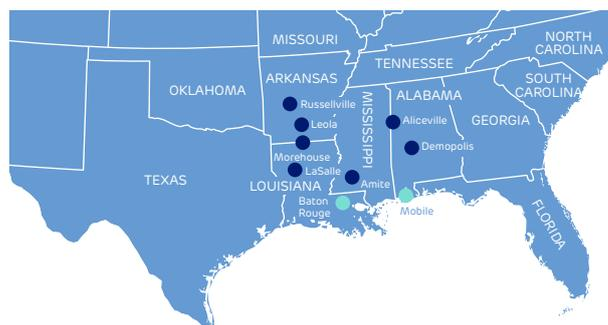 MISSOURI
NORTH
CAROLINA
TENNESSEE
ARKANSAS
SOUTH
CAROLINA
OKLAHOMA
ALABAMA
Russellville
MISSISSIPPI
GEORGIA
Leola
Aliceville
Demopolis
Morehouse
LaSalle
TEXAS
LOUISIANA
Amite
Baton
Rouge
Mobile
FLORIDA